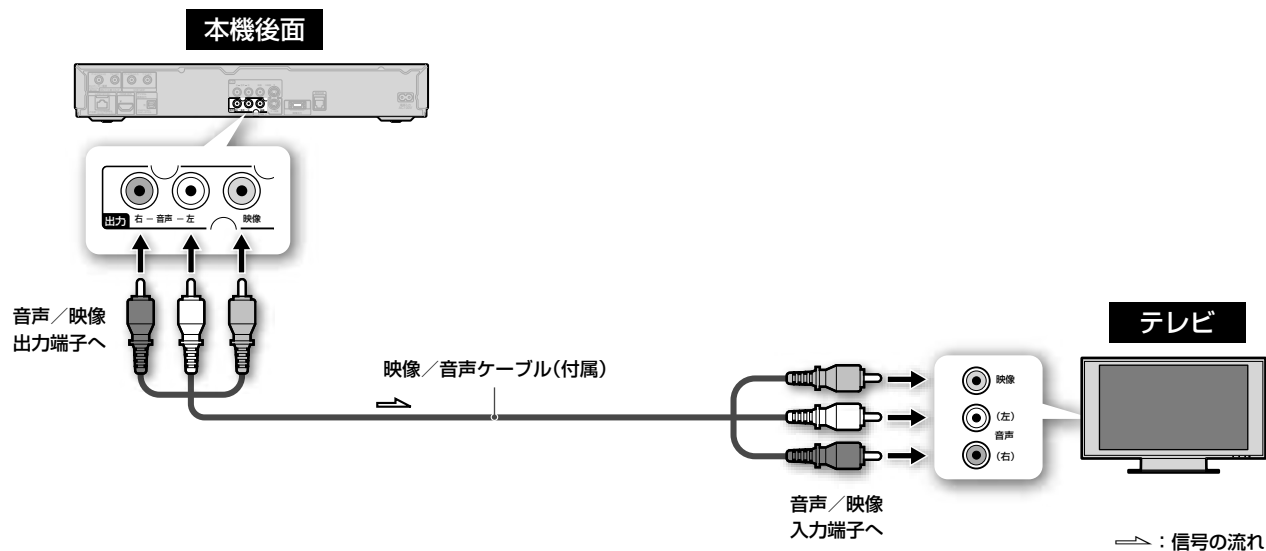 本機後面
出力 右 － 音声 － 左 映像
音声／映像
出力端子へ
映像／音声ケーブル（付属）
テレビ
映像
（左）
音声
（右）
音声／映像
入力端子へ
：信号の流れ